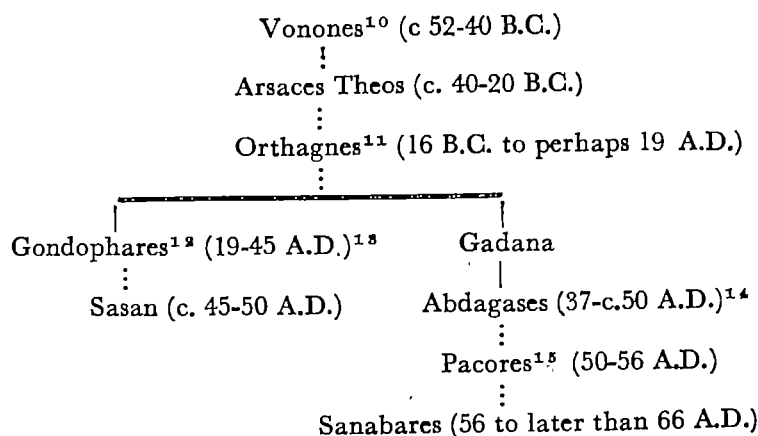 Vonones¹⁰ (c 52-40 B.C.)
Arsaces Theos (c. 40-20 B.C.)
Orthagnes¹¹ (16 B.C. to perhaps 19 A.D.)
Gondophares¹² (19-45 A.D.)¹³ Gadana
Sasan (c. 45-50 A.D.) Abdagases (37-c.50 A.D.)¹⁴
Pacores¹⁵ (50-56 A.D.)
Sanabares (56 to later than 66 A.D.)